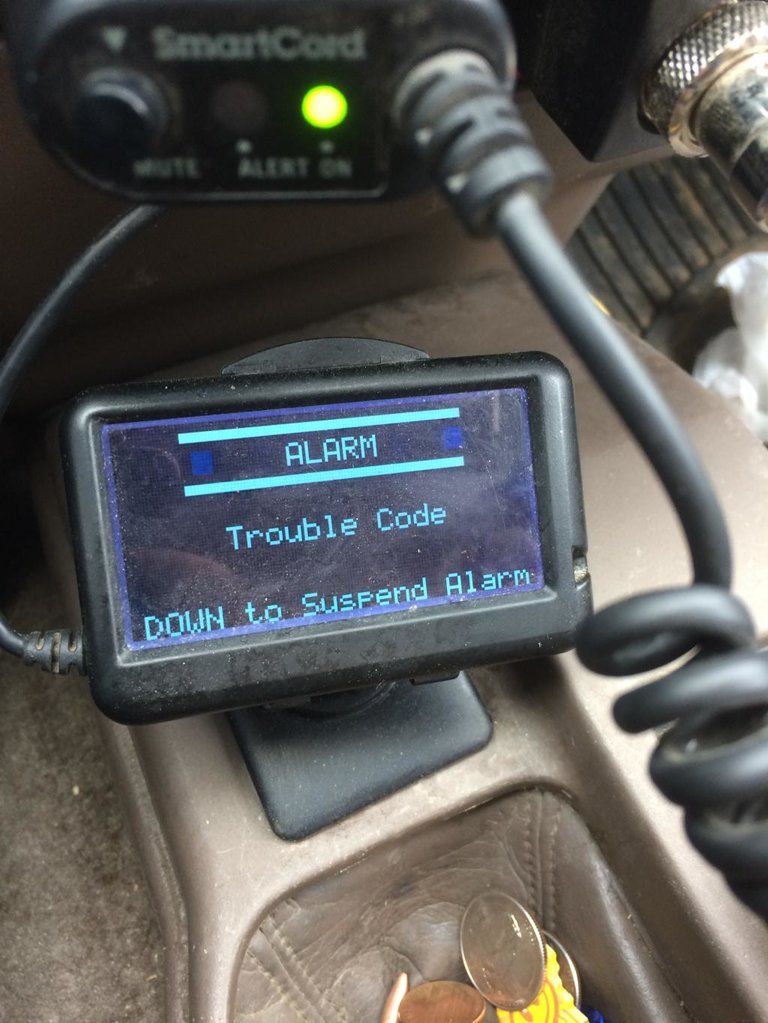 SmartCord
MUTE ALERT ON
ALARM
Trouble Code
DOWN to Suspend Alarm